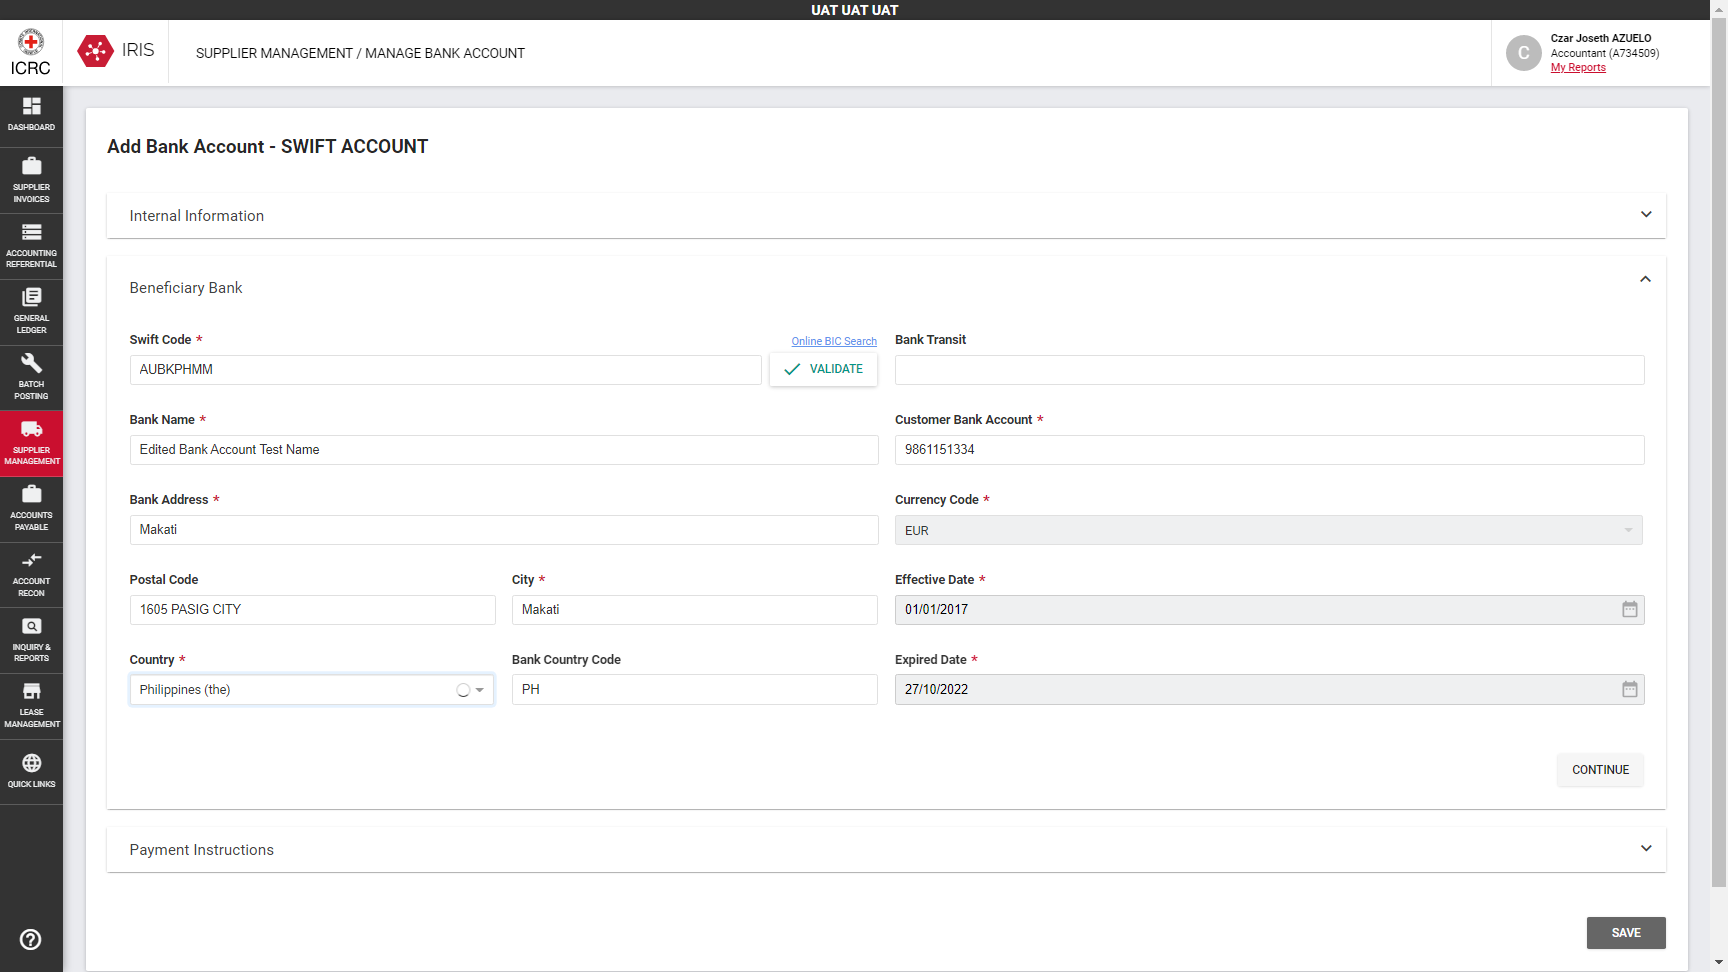 UAT UAT UAT
ICRC
IRIS
SUPPLIER MANAGEMENT / MANAGE BANK ACCOUNT
C
Czar Joseth AZUELO
Accountant (A734509)
My Reports
DASHBOARD
SUPPLIER
INVOICES
ACCOUNTING
REFERENTIAL
GENERAL
LEDGER
BATCH
POSTING
SUPPLIER
MANAGEMENT
ACCOUNTS
PAYABLE
ACCOUNT
RECON
INQUIRY &
REPORTS
LEASE
MANAGEMENT
QUICK LINKS
Add Bank Account - SWIFT ACCOUNT
Internal Information
Beneficiary Bank
Swift Code *
Online BIC Search
AUBKPHMM
VALIDATE
Bank Transit
Bank Name *
Edited Bank Account Test Name
Customer Bank Account *
9861151334
Bank Address *
Makati
Currency Code *
EUR
Postal Code
1605 PASIG CITY
City *
Makati
Effective Date *
01/01/2017
Country *
Philippines (the)
Bank Country Code
PH
Expired Date *
27/10/2022
CONTINUE
Payment Instructions
SAVE